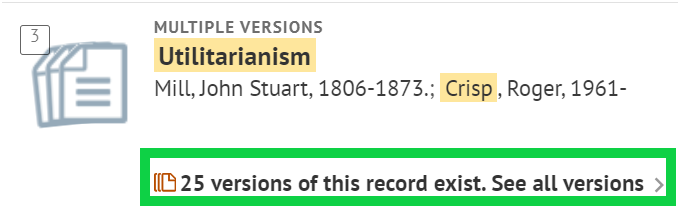 3
MULTIPLE VERSIONS
Utilitarianism
Mill, John Stuart, 1806-1873.; Crisp, Roger, 1961-
25 versions of this record exist. See all versions